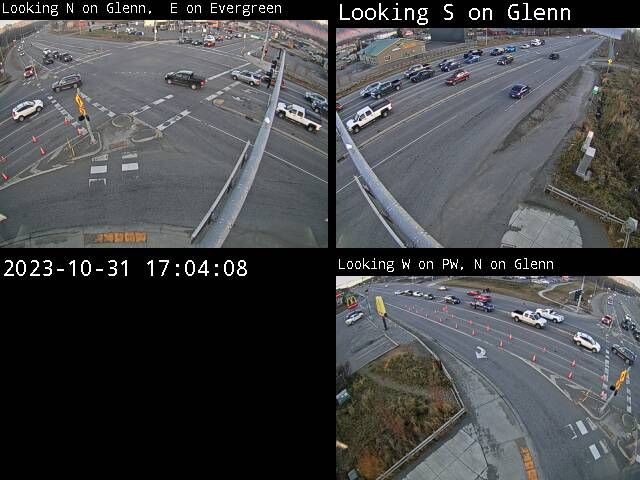 Looking N on Glenn, E on Evergreen
Looking S on Glenn
2023-10-31 17:04:08
Looking W on PW, N on Glenn